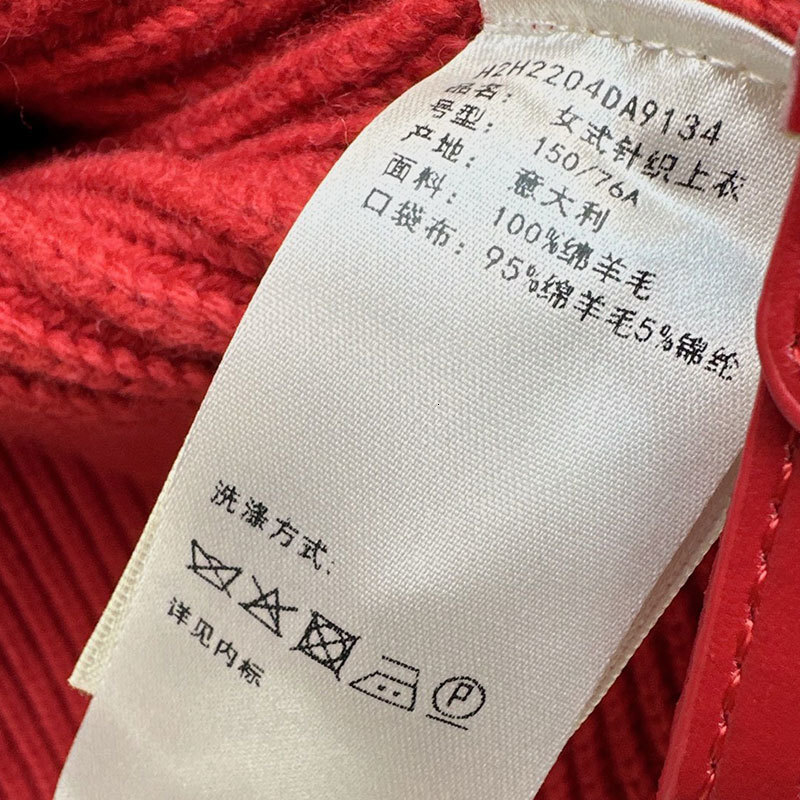 H2H2204DA9134
品名: 女式针织上衣
号型: 150/76A
产地: 意大利
面料: 100%绵羊毛
口袋布: 95%绵羊毛5%锦纶
洗涤方式:
P
详见内标